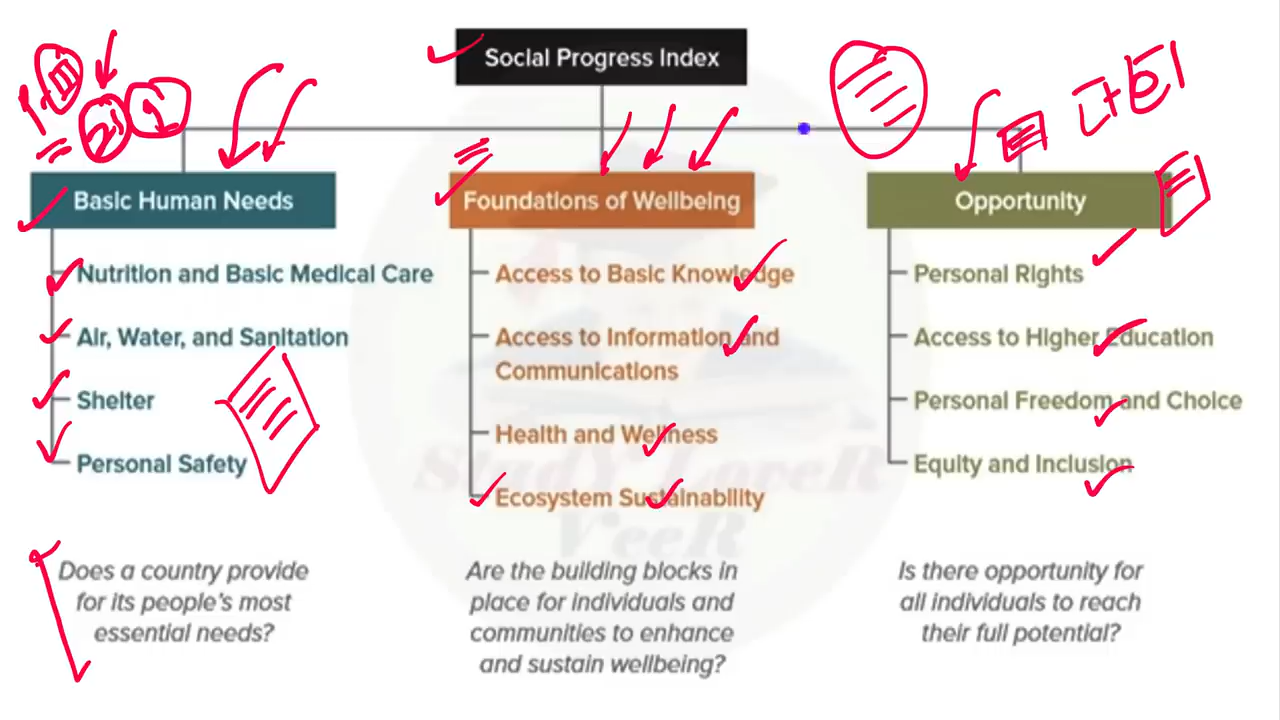 Social Progress Index
Basic Human Needs
Nutrition and Basic Medical Care
Air, Water, and Sanitation
Shelter
Personal Safety
Does a country provide
for its people's most
essential needs?
Foundations of Wellbeing
Access to Basic Knowledge
Access to Information and
Communications
Health and Wellness
Ecosystem Sustainability
Are the building blocks in
place for individuals and
communities to enhance
and sustain wellbeing?
Opportunity
Personal Rights
Access to Higher Education
Personal Freedom and Choice
Equity and Inclusion
Is there opportunity for
all individuals to reach
their full potential?
StudY LoveR
VeeR